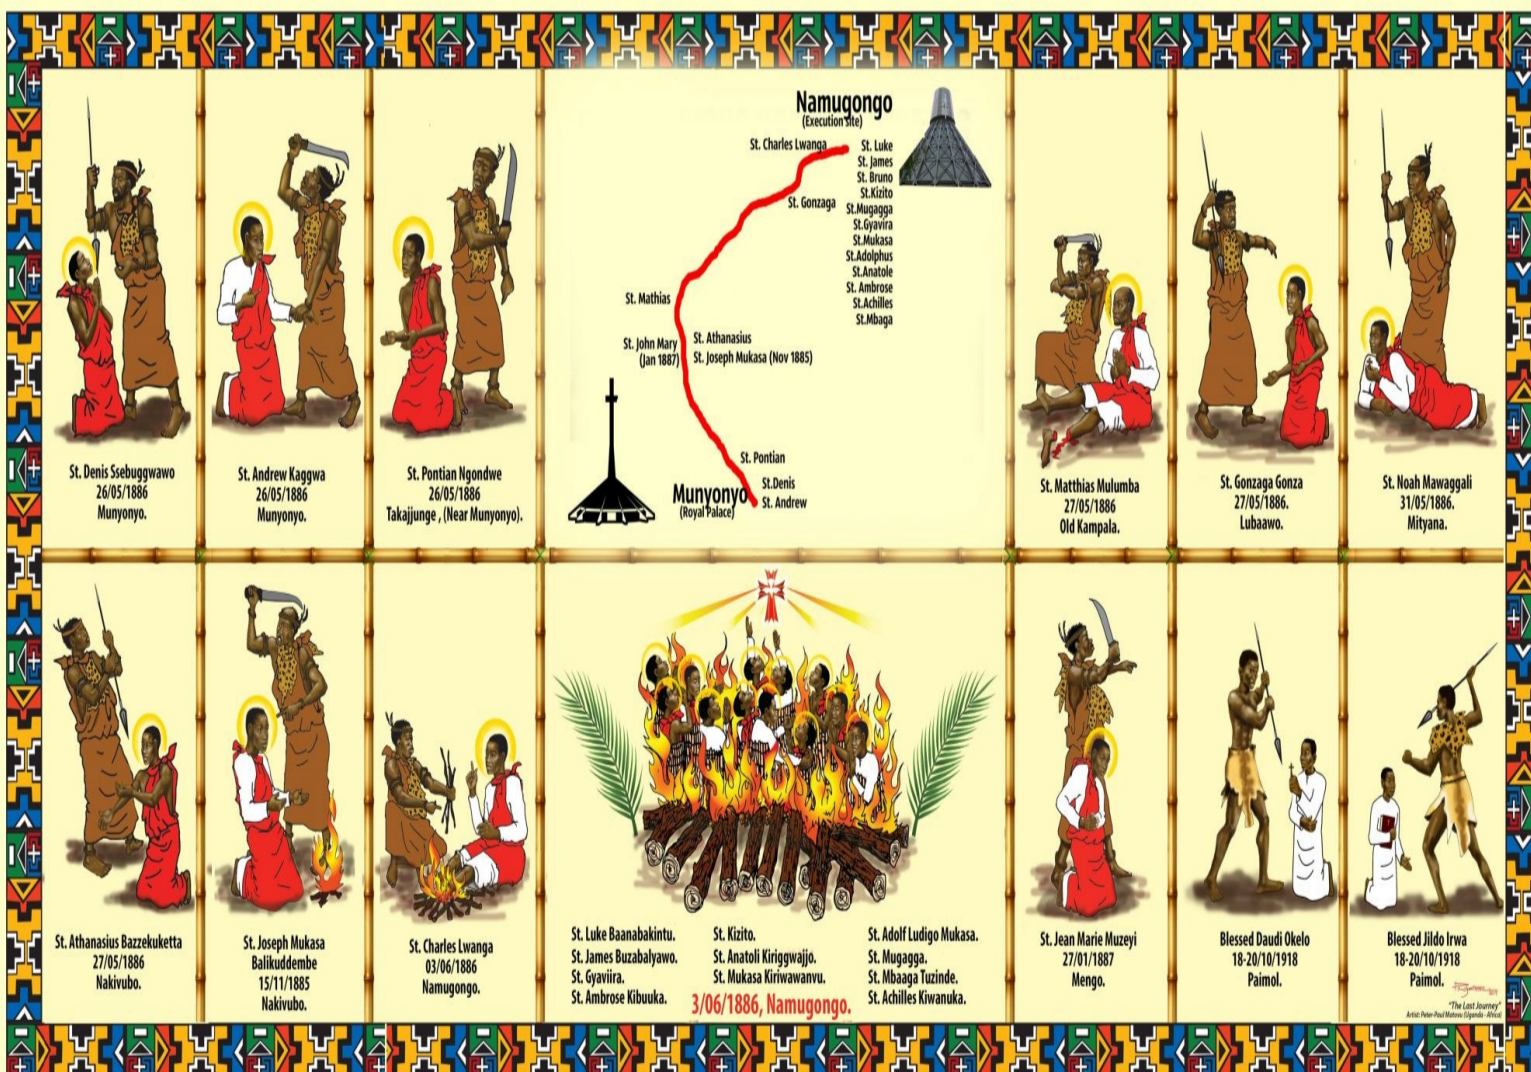 St. Denis Ssebuggwawo
26/05/1886
Munyonyo.
St. Andrew Kaggwa
26/05/1886
Munyonyo.
St. Pontian Ngondwe
26/05/1886
Takajjunge , (Near Munyonyo).
Namugongo
(Execution site)
St. Charles Lwanga
St. Luke
St. James
St. Bruno
St.Kizito
St.Mugagga
St.Gyavira
St.Mukasa
St.Adolphus
St.Anatole
St. Ambrose
St.Achilles
St.Mbaga
St. Gonzaga
St. Mathias
St. John Mary
(Jan 1887)
St. Athanasius
St. Joseph Mukasa (Nov 1885)
St. Pontian
St.Denis
St. Andrew
Munyonyo
(Royal Palace)
St. Matthias Mulumba
27/05/1886
Old Kampala.
St. Gonzaga Gonza
27/05/1886.
Lubaawo.
St. Noah Mawaggali
31/05/1886.
Mityana.
St. Athanasius Bazzekuketta
27/05/1886
Nakivubo.
St. Joseph Mukasa
Balikuddembe
15/11/1885
Nakivubo.
St. Charles Lwanga
03/06/1886
Namugongo.
St. Luke Baanabakintu.
St. James Buzabalyawo.
St. Gyaviira.
St. Ambrose Kibuuka.
St. Kizito.
St. Anatoli Kiriggwajjo.
St. Mukasa Kiriwawanvu.
St. Adolf Ludigo Mukasa.
St. Mugagga.
St. Mbaaga Tuzinde.
St. Achilles Kiwanuka.
3/06/1886, Namugongo.
St. Jean Marie Muzeyi
27/01/1887
Mengo.
Blessed Daudi Okelo
18-20/10/1918
Paimol.
Blessed Jildo Irwa
18-20/10/1918
Paimol.
"The Last Journey"
Artist: Peter-Paul Matovu (Uganda - Africa)